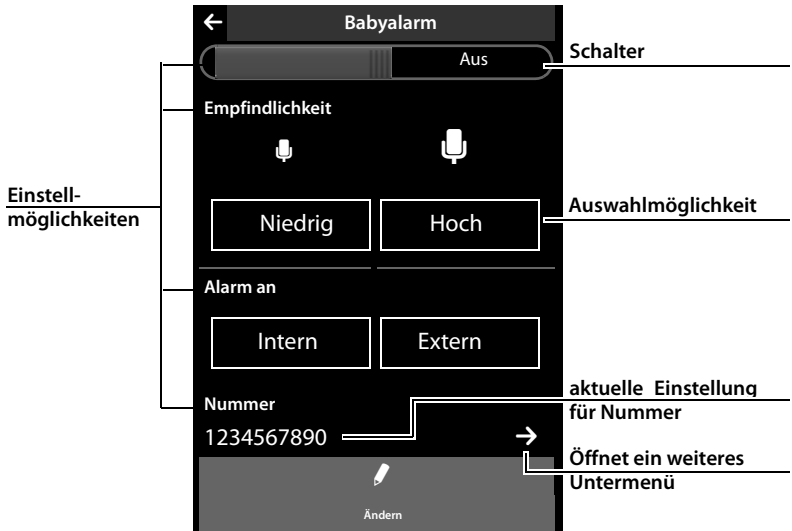 Babyalarm
Aus
Schalter
Empfindlichkeit
Einstell-
möglichkeiten
Niedrig
Hoch
Auswahlmöglichkeit
Alarm an
Intern
Extern
Nummer
1234567890
aktuelle Einstellung
für Nummer
Öffnet ein weiteres
Untermenü
Ändern